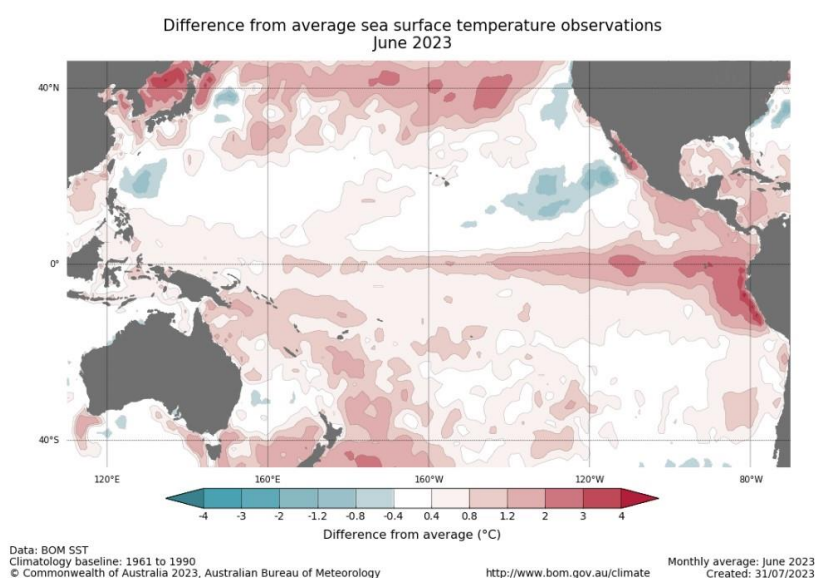 Difference from average sea surface temperature observations
June 2023
40°N
0°
40°S
120°E 160°E 160°W 120°W 80°W
-4 -3 -2 -1.2 -0.8 -0.4 0.4 0.8 1.2 2 3 4
Difference from average (°C)
Data: BOM SST
Climatology baseline: 1961 to 1990
© Commonwealth of Australia 2023, Australian Bureau of Meteorology
http://www.bom.gov.au/climate
Monthly average: June 2023
Created: 31/07/2023